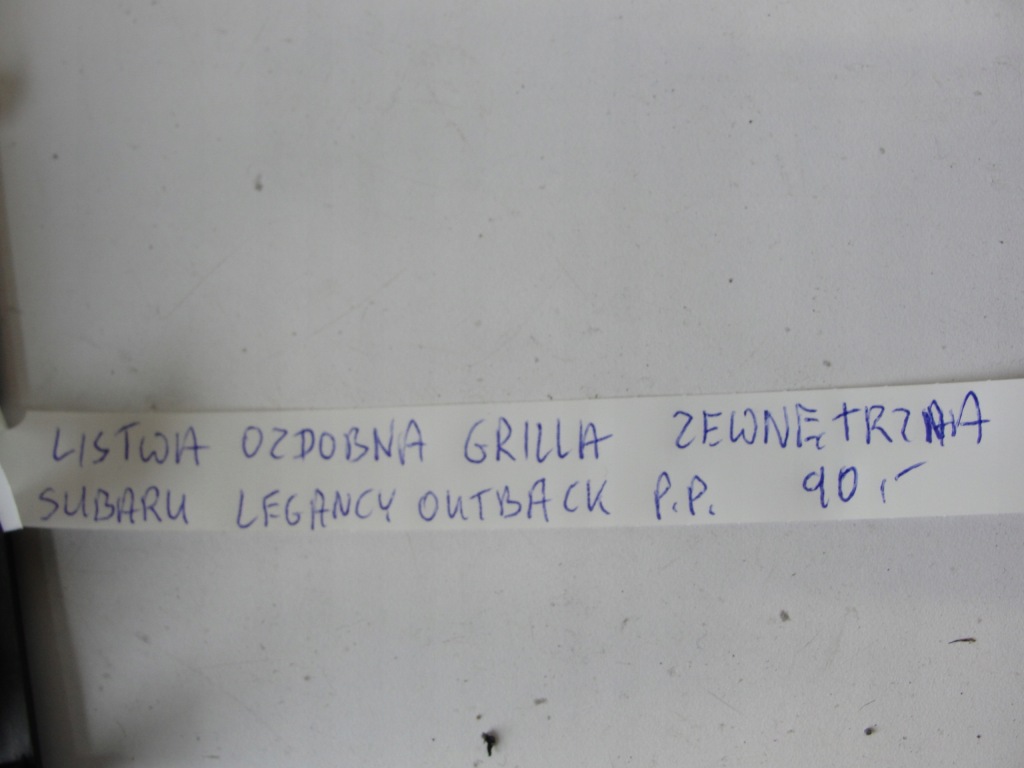 LISTWA OZDOBNA GRILLA ZEWNĘTRZNA
SUBARU LEGANCY OUTBACK P.P. 90,-